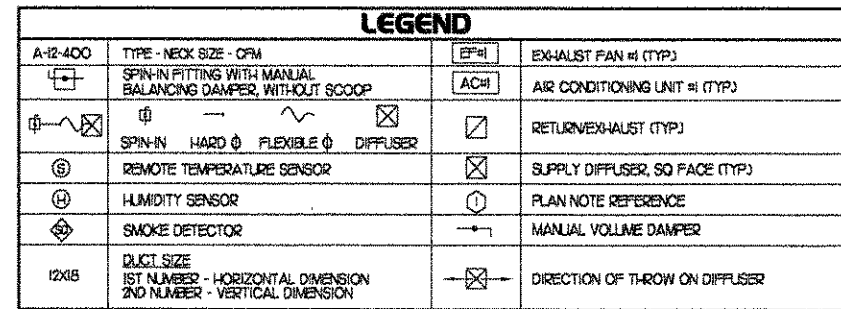 LEGEND
A-12-400 TYPE - NECK SIZE - CFM
EF#1 EXHAUST FAN #1 (TYP.)
SPIN-IN FITTING WITH MANUAL
BALANCING DAMPER, WITHOUT SCOOP
AC#1 AIR CONDITIONING UNIT #1 (TYP.)
SPIN-IN HARD ф FLEXIBLE ф DIFFUSER
RETURN/EXHAUST (TYP.)
S REMOTE TEMPERATURE SENSOR
SUPPLY DIFFUSER, SQ FACE (TYP.)
H HUMIDITY SENSOR
1 PLAN NOTE REFERENCE
SD SMOKE DETECTOR
MANUAL VOLUME DAMPER
12X18
DUCT SIZE
1ST NUMBER - HORIZONTAL DIMENSION
2ND NUMBER - VERTICAL DIMENSION
DIRECTION OF THROW ON DIFFUSER